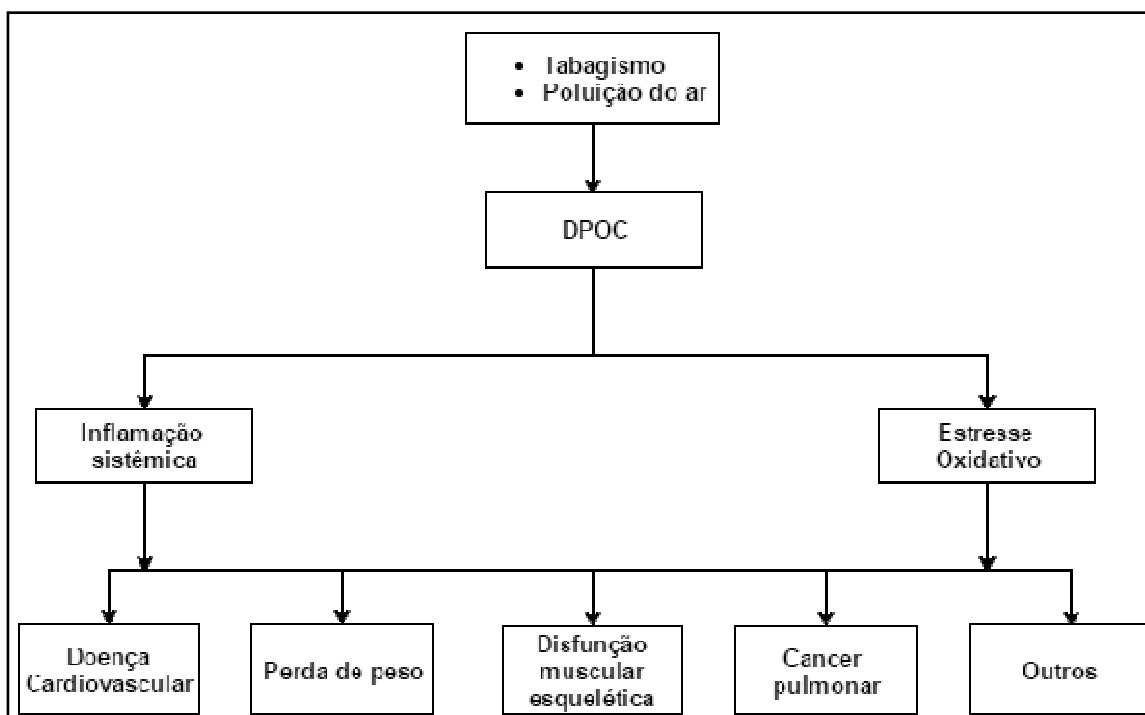 • Tabagismo
• Poluição do ar
DPOC
Inflamação
sistêmica
Estresse
Oxidativo
Doença
Cardiovascular
Perda de peso
Disfunção
muscular
esquelética
Cancer
pulmonar
Outros